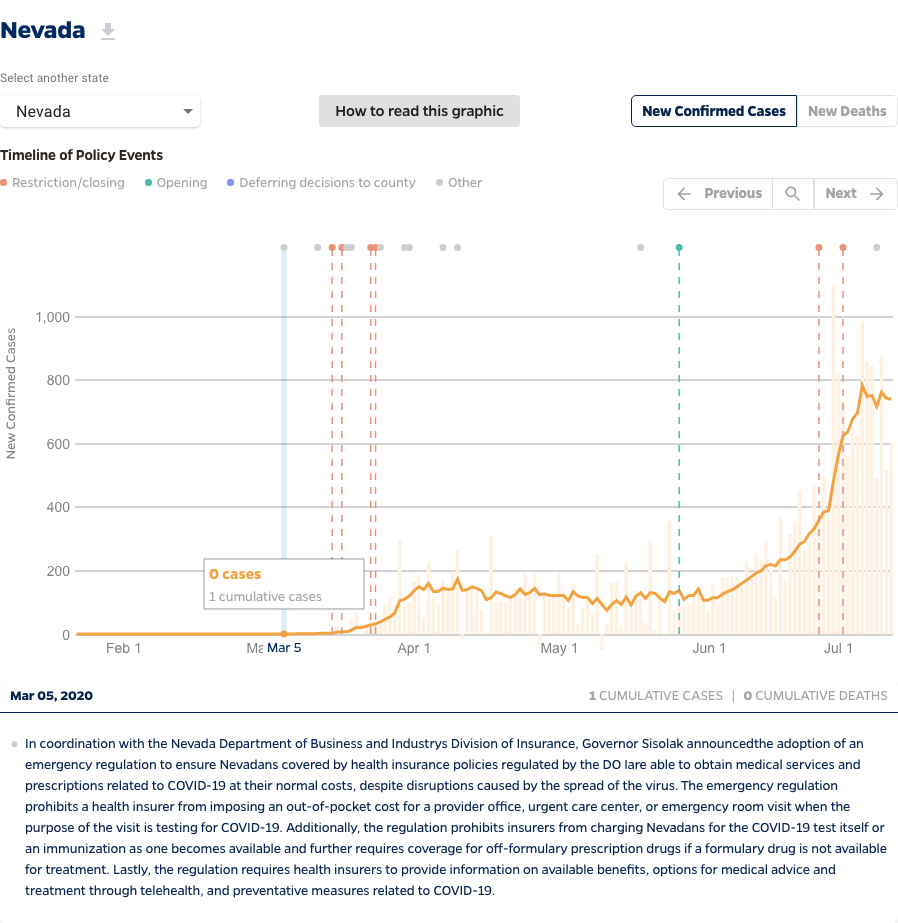 Nevada
Select another state
Nevada
How to read this graphic
New Confirmed Cases
New Deaths
Timeline of Policy Events
Restriction/closing
Opening
Deferring decisions to county
Other
Previous
Next
New Confirmed Cases
1,000
800
600
400
200
0
0 cases
1 cumulative cases
Feb 1
Ma
Mar 5
Apr 1
May 1
Jun 1
Jul 1
Mar 05, 2020
1 CUMULATIVE CASES | 0 CUMULATIVE DEATHS
In coordination with the Nevada Department of Business and Industrys Division of Insurance, Governor Sisolak announcedthe adoption of an
emergency regulation to ensure Nevadans covered by health insurance policies regulated by the DO Iare able to obtain medical services and
prescriptions related to COVID-19 at their normal costs, despite disruptions caused by the spread of the virus. The emergency regulation
prohibits a health insurer from imposing an out-of-pocket cost for a provider office, urgent care center, or emergency room visit when the
purpose of the visit is testing for COVID-19. Additionally, the regulation prohibits insurers from charging Nevadans for the COVID-19 test itself or
an immunization as one becomes available and further requires coverage for off-formulary prescription drugs if a formulary drug is not available
for treatment. Lastly, the regulation requires health insurers to provide information on available benefits, options for medical advice and
treatment through telehealth, and preventative measures related to COVID-19.